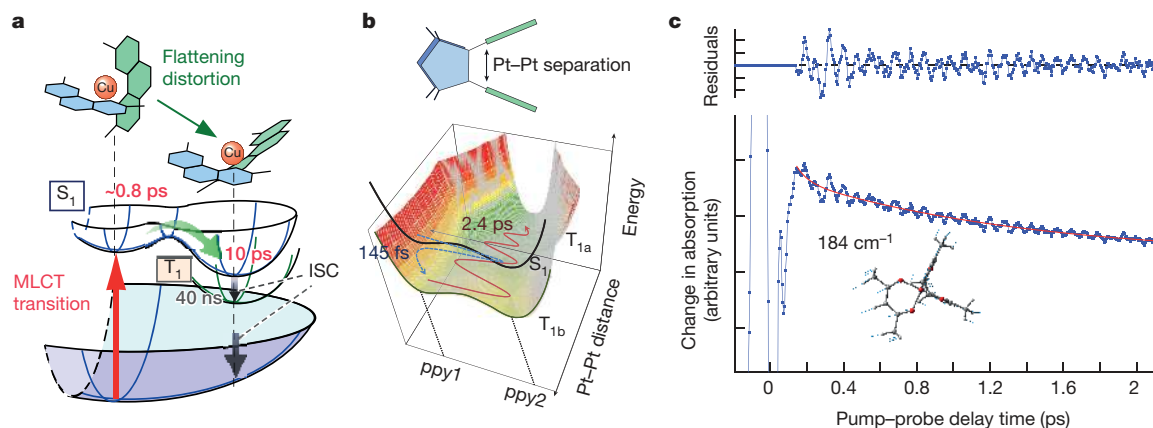 a
Flattening
distortion
Cu
Cu
S1
~0.8 ps
10 ps
T1
ISC
MLCT
transition
40 ns
b
Pt–Pt separation
Energy
2.4 ps
T1a
145 fs
S1
T1b
Pt–Pt distance
ppy1
ppy2
c
Residuals
Change in absorption
(arbitrary units)
184 cm⁻¹
0 0.4 0.8 1.2 1.6 2
Pump–probe delay time (ps)